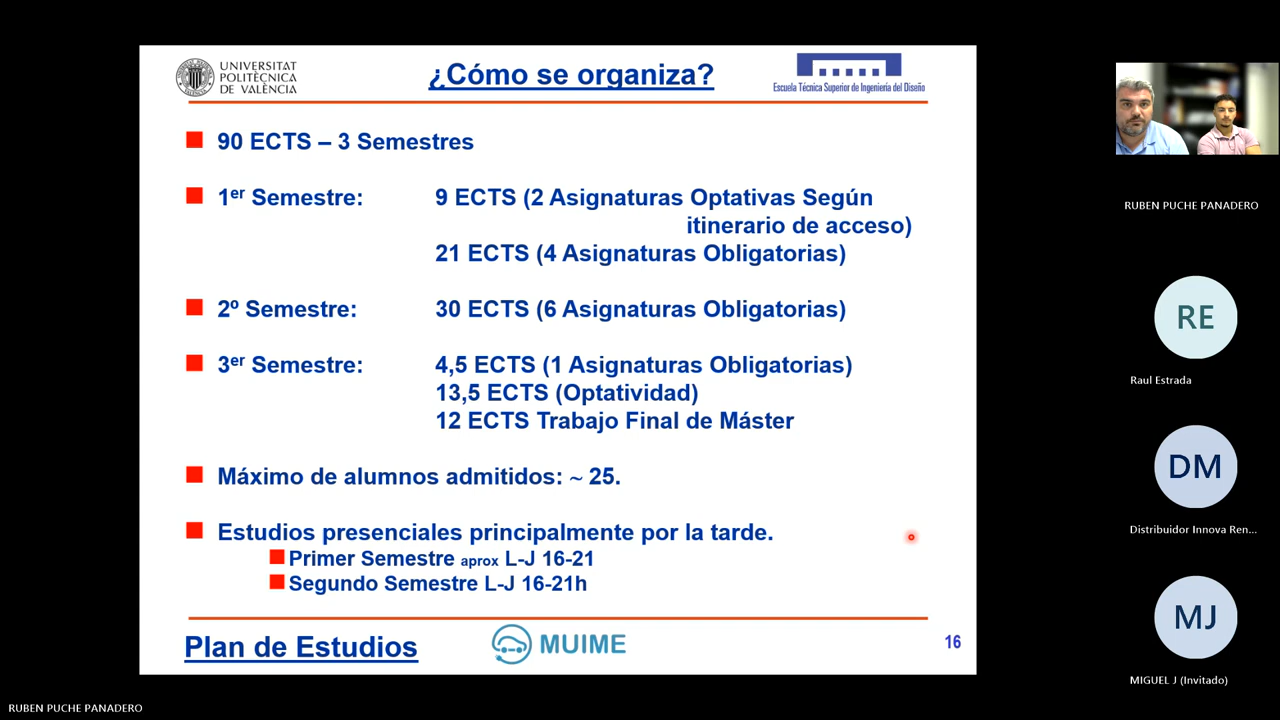 UNIVERSITAT
POLITÈCNICA
DE VALÈNCIA
¿Cómo se organiza?
Escuela Técnica Superior de Ingeniería del Diseño
90 ECTS – 3 Semestres
1er Semestre: 9 ECTS (2 Asignaturas Optativas Según
itinerario de acceso)
21 ECTS (4 Asignaturas Obligatorias)
2º Semestre: 30 ECTS (6 Asignaturas Obligatorias)
3er Semestre: 4,5 ECTS (1 Asignaturas Obligatorias)
13,5 ECTS (Optatividad)
12 ECTS Trabajo Final de Máster
Máximo de alumnos admitidos: ~ 25.
Estudios presenciales principalmente por la tarde.
Primer Semestre aprox L-J 16-21
Segundo Semestre L-J 16-21h
Plan de Estudios
MUIME
16
RUBEN PUCHE PANADERO
RE
Raul Estrada
DM
Distribuidor Innova Ren...
MJ
MIGUEL J (Invitado)
RUBEN PUCHE PANADERO